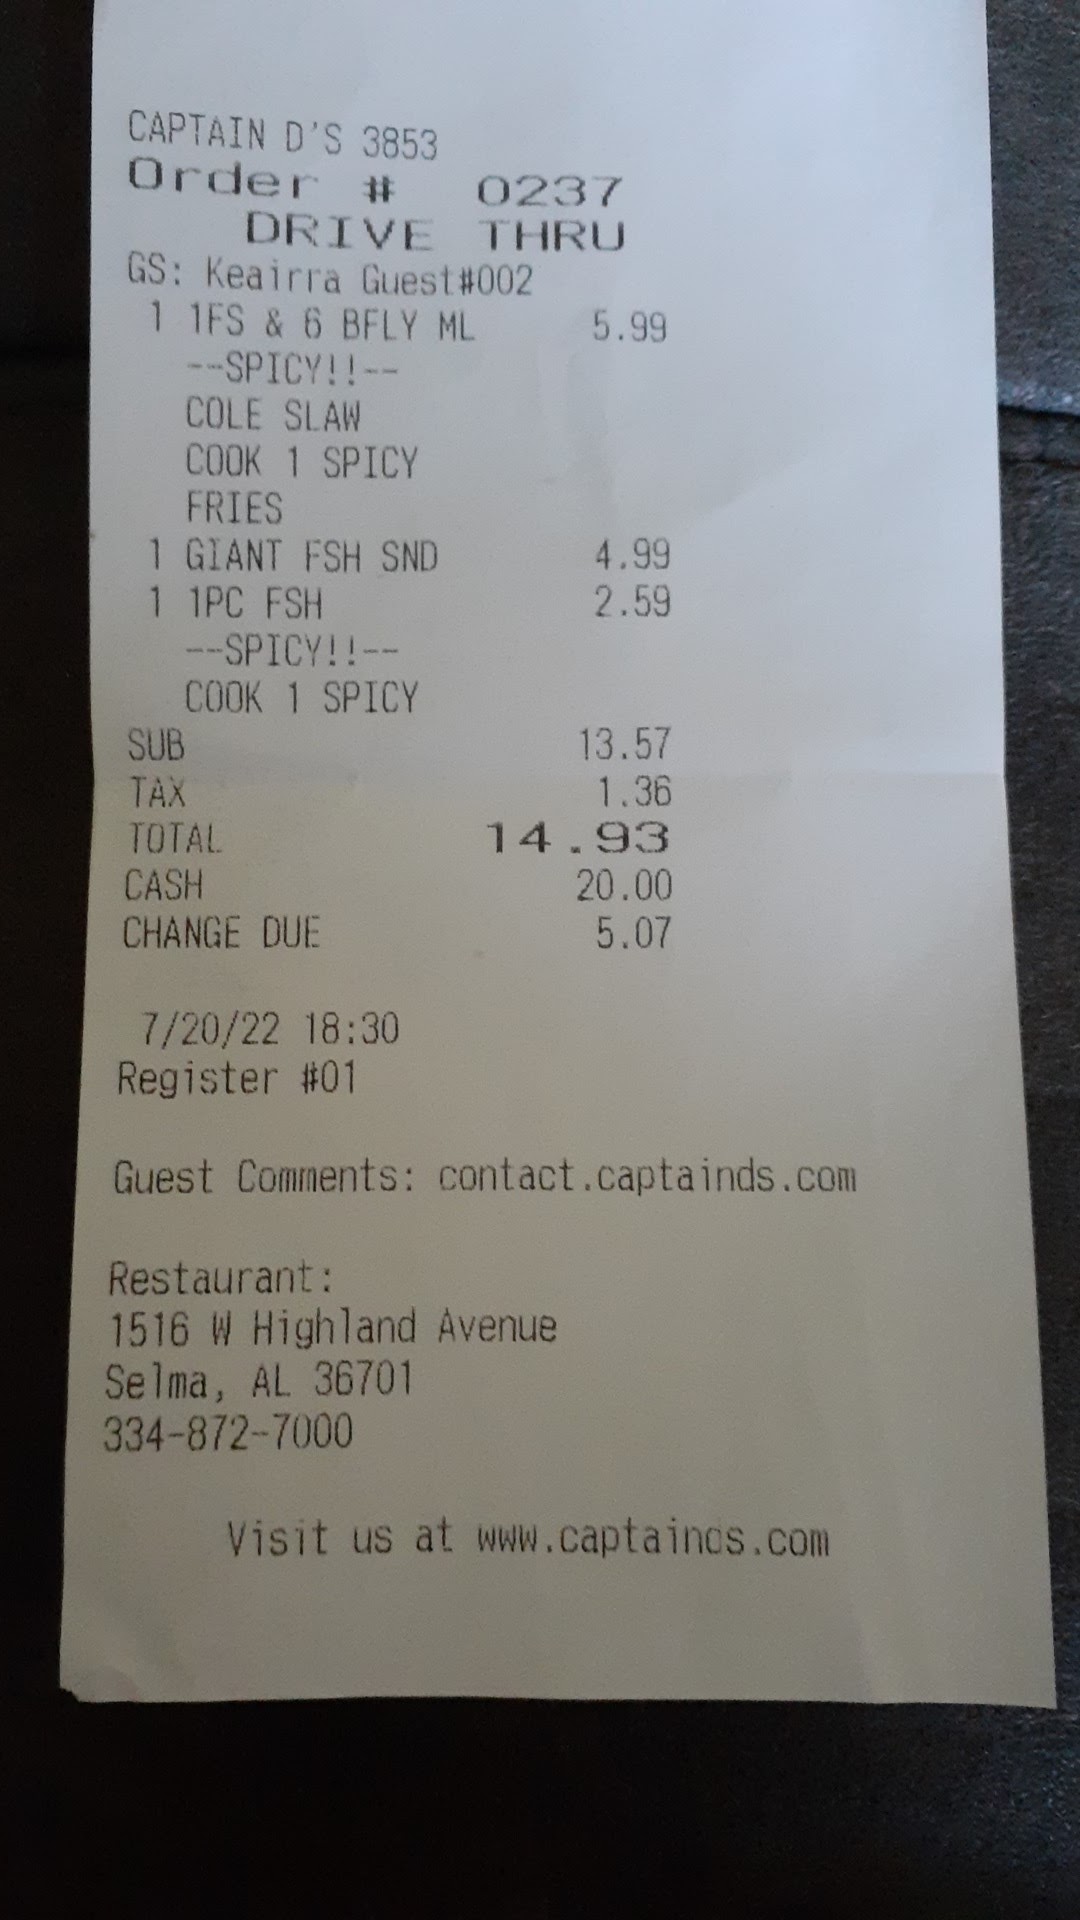 CAPTAIN D'S 3853
Order # 0237
DRIVE THRU
GS: Keairra Guest#002
1 1FS & 6 BFLY ML 5.99
--SPICY!!--
COLE SLAW
COOK 1 SPICY
FRIES
1 GIANT FSH SND 4.99
1 1PC FSH 2.59
--SPICY!!--
COOK 1 SPICY
SUB 13.57
TAX 1.36
TOTAL 14.93
CASH 20.00
CHANGE DUE 5.07
7/20/22 18:30
Register #01
Guest Comments: contact.captainds.com
Restaurant:
1516 W Highland Avenue
Selma, AL 36701
334-872-7000
Visit us at www.captainds.com